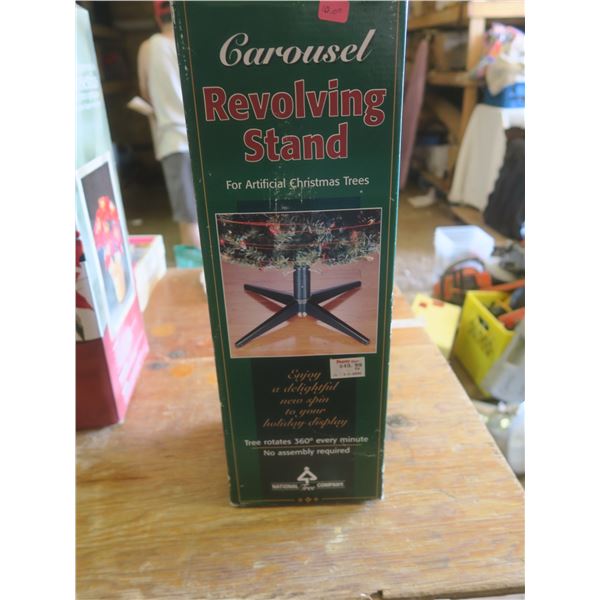 Carousel
Revolving
Stand
For Artificial Christmas Trees
Enjoy
a delightful
new spin
to your
holiday display
Tree rotates 360° every minute
No assembly required
NATIONAL Tree COMPANY